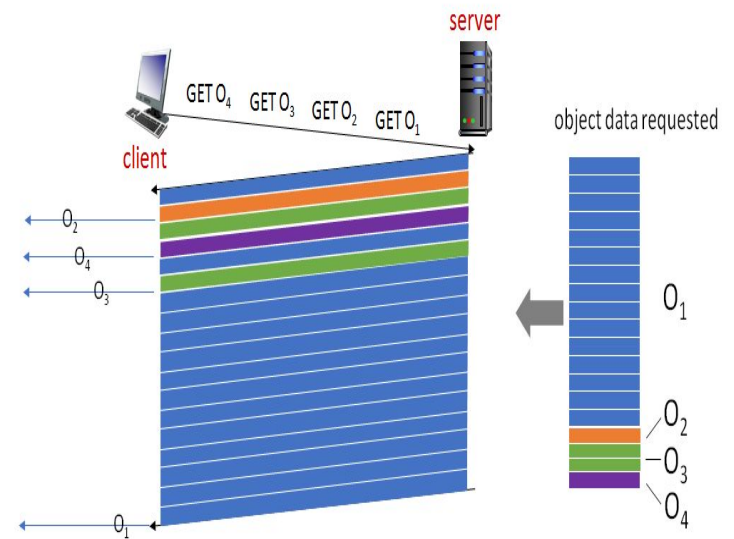 server
GET O₄ GET O₃ GET O₂ GET O₁
object data requested
client
O₂
O₄
O₃
O₁
O₂
O₃
O₄
O₁